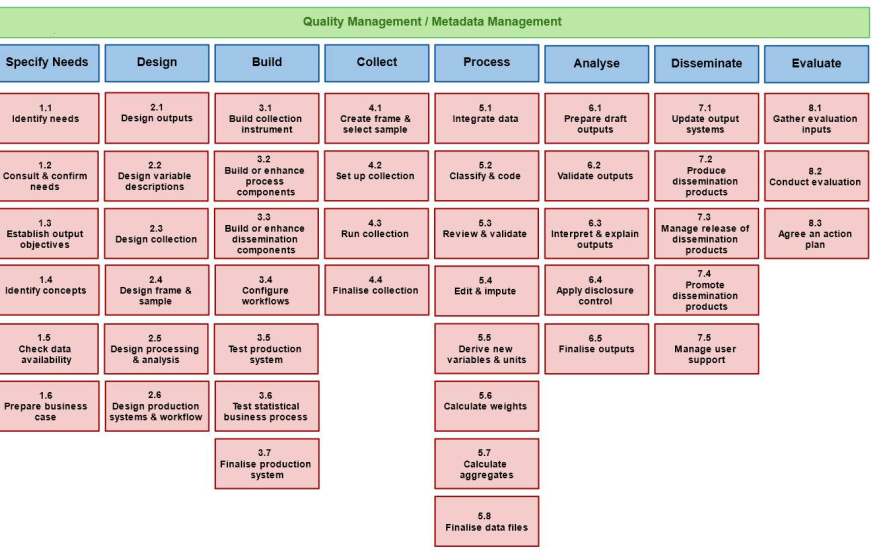 Quality Management / Metadata Management
Specify Needs
Design
Build
Collect
Process
Analyse
Disseminate
Evaluate
1.1
Identify needs
2.1
Design outputs
3.1
Build collection
instrument
4.1
Create frame &
select sample
5.1
Integrate data
6.1
Prepare draft
outputs
7.1
Update output
systems
8.1
Gather evaluation
inputs
1.2
Consult & confirm
needs
2.2
Design variable
descriptions
3.2
Build or enhance
process
components
4.2
Set up collection
5.2
Classify & code
6.2
Validate outputs
7.2
Produce
dissemination
products
8.2
Conduct evaluation
1.3
Establish output
objectives
2.3
Design collection
3.3
Build or enhance
dissemination
components
4.3
Run collection
5.3
Review & validate
6.3
Interpret & explain
outputs
7.3
Manage release of
dissemination
products
8.3
Agree an action
plan
1.4
Identify concepts
2.4
Design frame &
sample
3.4
Configure
workflows
4.4
Finalise collection
5.4
Edit & impute
6.4
Apply disclosure
control
7.4
Promote
dissemination
products
1.5
Check data
availability
2.5
Design processing
& analysis
3.5
Test production
system
5.5
Derive new
variables & units
6.5
Finalise outputs
7.5
Manage user
support
1.6
Prepare business
case
2.6
Design production
systems & workflow
3.6
Test statistical
business process
5.6
Calculate weights
3.7
Finalise production
system
5.7
Calculate
aggregates
5.8
Finalise data files